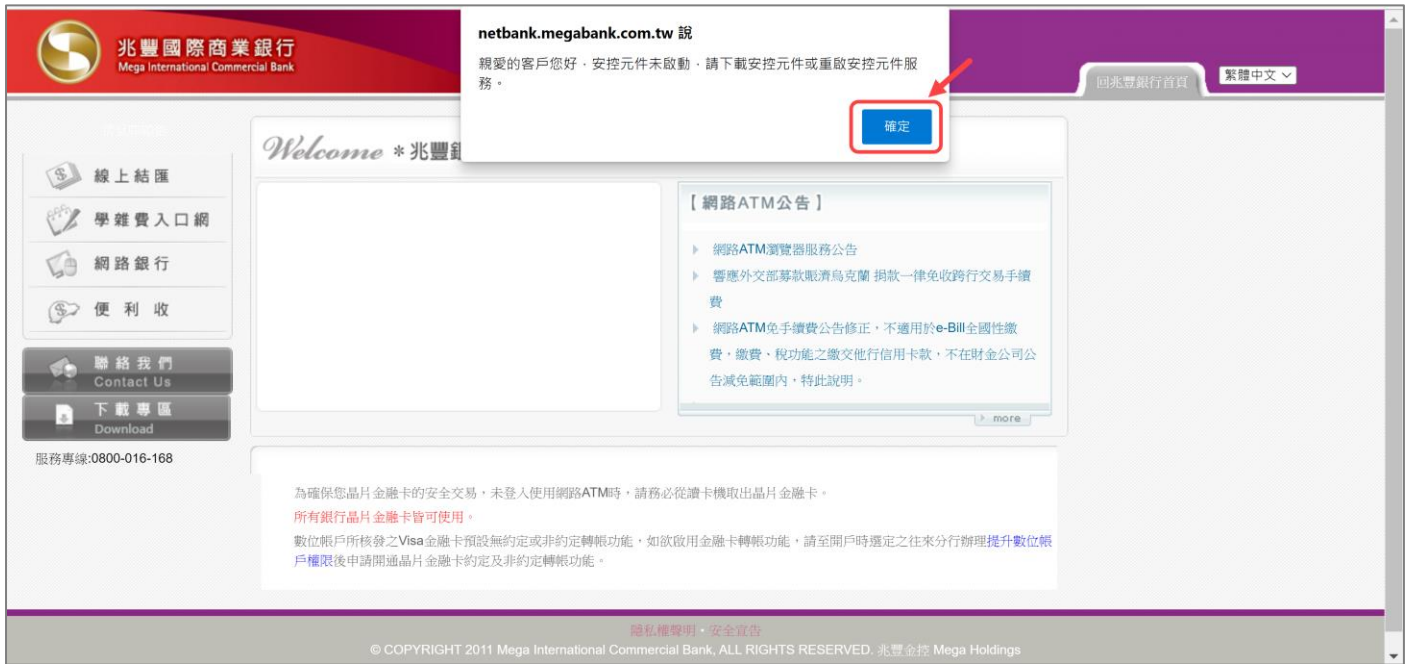 兆豐國際商業銀行
Mega International Commercial Bank
netbank.megabank.com.tw 說
親愛的客戶您好，安控元件未啟動，請下載安控元件或重啟安控元件服
務。
確定
回兆豐銀行首頁
繁體中文
Welcome *兆豐
線上結匯
學雜費入口網
網路銀行
便利收
聯絡我們
Contact Us
下載專區
Download
服務專線:0800-016-168
【網路ATM公告】
網路ATM瀏覽器服務公告
響應外交部募款賑濟烏克蘭 捐款一律免收跨行交易手續
費
網路ATM免手續費公告修正，不適用於e-Bill全國性繳
費，繳費、稅功能之繳交他行信用卡款，不在財金公司公
告減免範圍內，特此說明。
more
為確保您晶片金融卡的安全交易，未登入使用網路ATM時，請務必從讀卡機取出晶片金融卡。
所有銀行晶片金融卡皆可使用。
數位帳戶所核發之Visa金融卡預設無約定或非約定轉帳功能，如欲啟用金融卡轉帳功能，請至開戶時選定之往來分行辦理提升數位帳
戶權限後申請開通晶片金融卡約定及非約定轉帳功能。
隱私權聲明・安全宣告
© COPYRIGHT 2011 Mega International Commercial Bank, ALL RIGHTS RESERVED. 兆豐金控 Mega Holdings